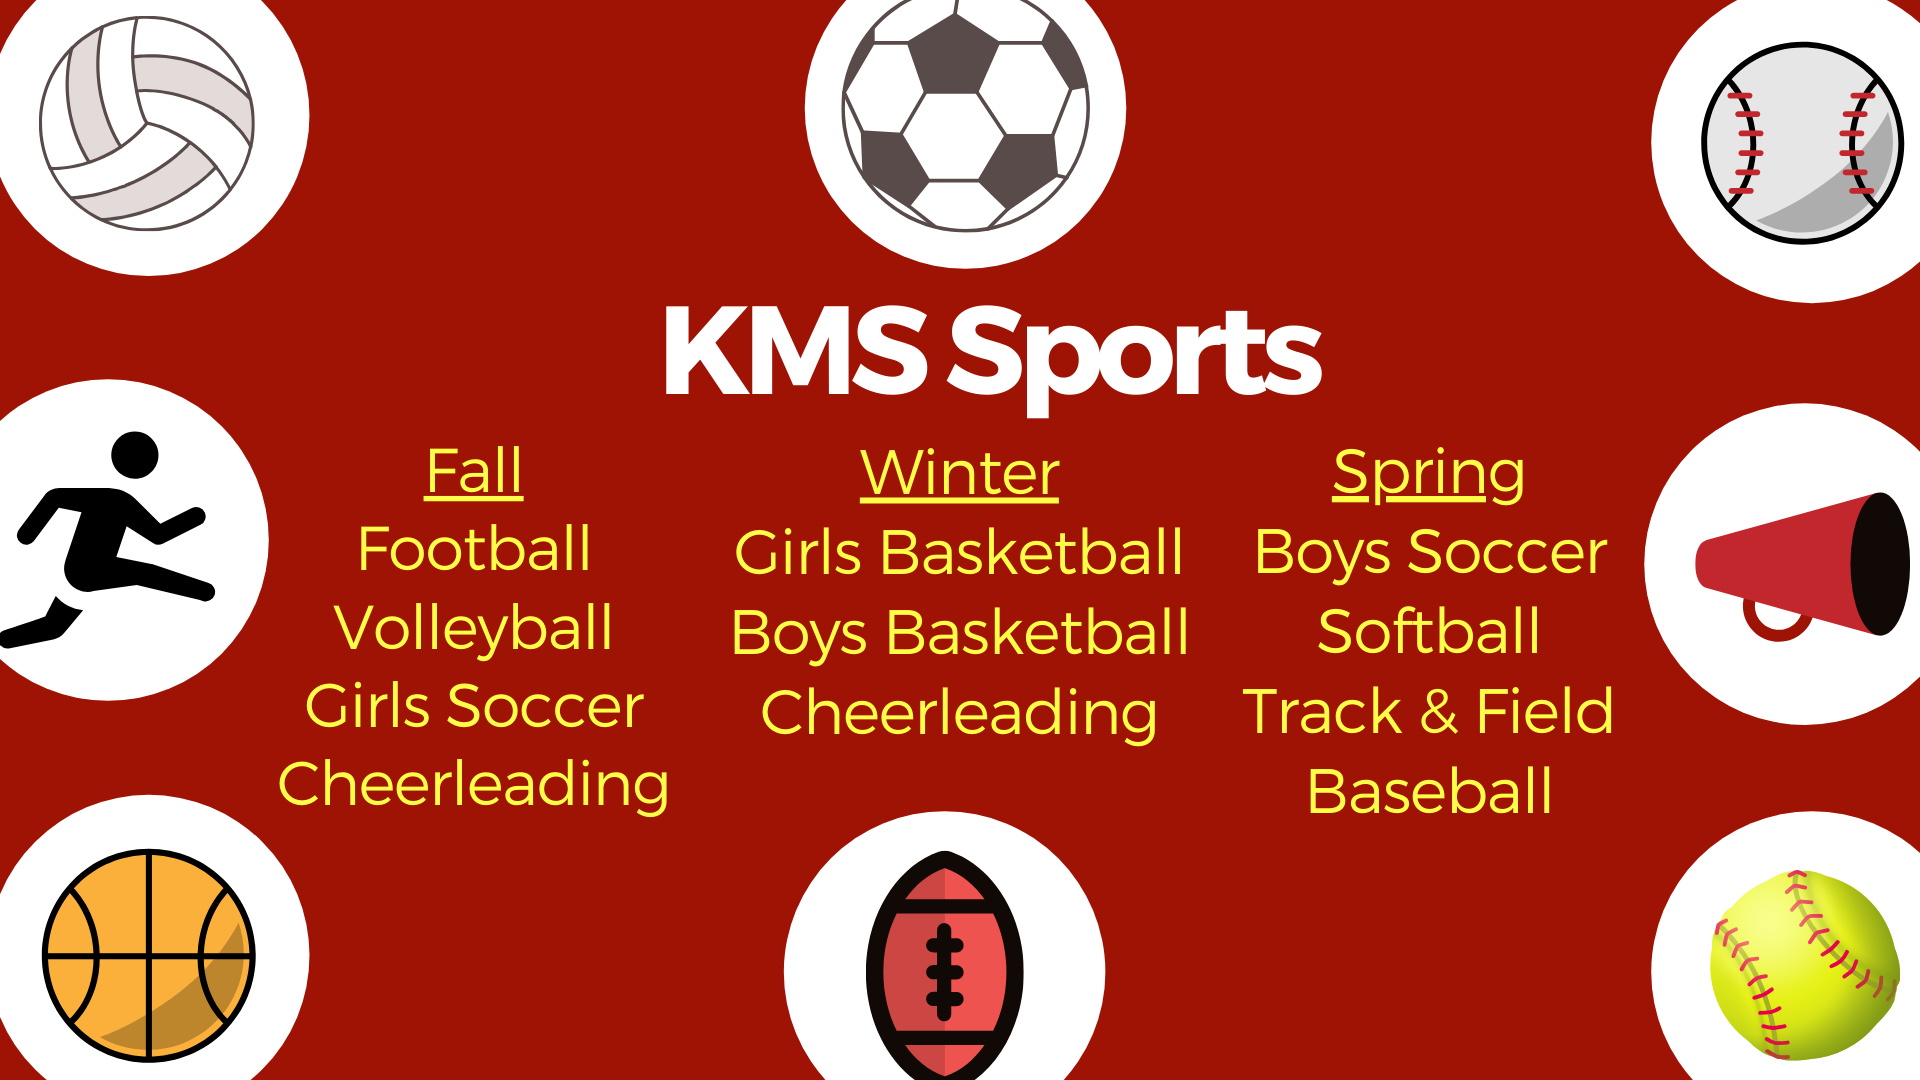 KMS Sports
Fall
Football
Volleyball
Girls Soccer
Cheerleading
Winter
Girls Basketball
Boys Basketball
Cheerleading
Spring
Boys Soccer
Softball
Track & Field
Baseball